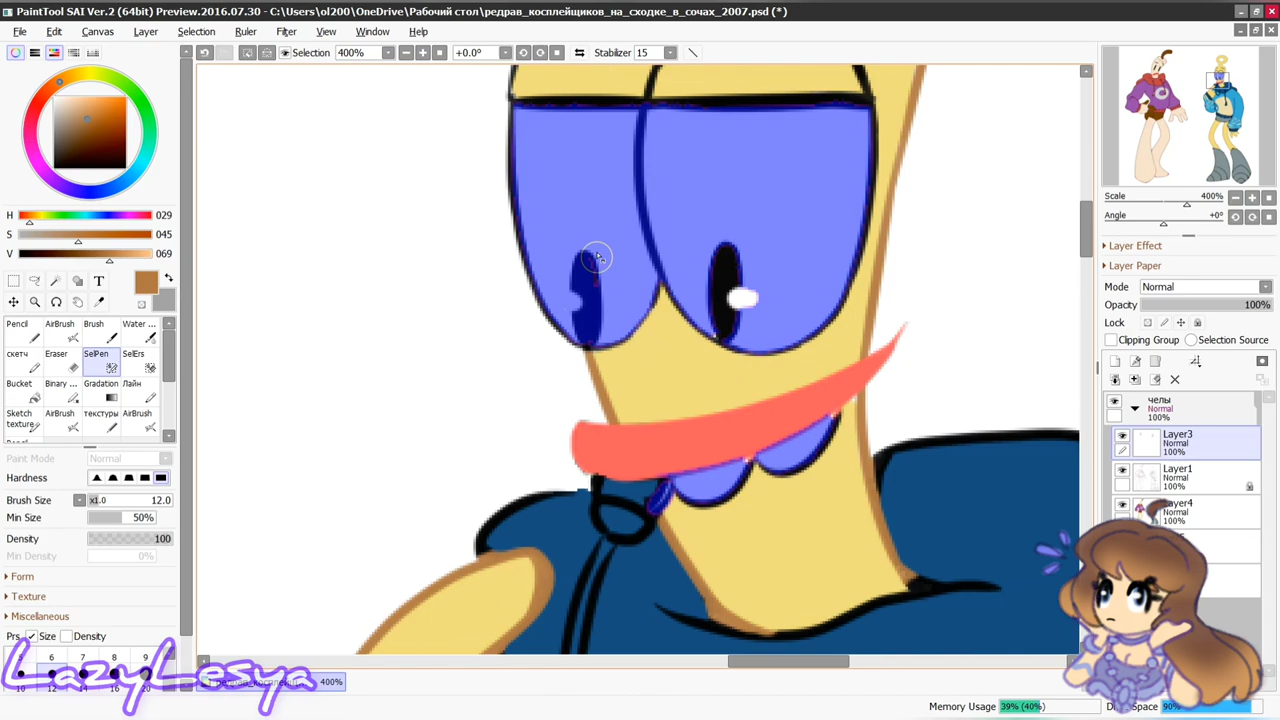 PaintTool SAI Ver.2 (64bit) Preview.2016.07.30 - C:\Users\ol200\OneDrive\Рабочий стол\редрав_косплейщиков_на_сходке_в_сочах_2007.psd (*)
File Edit Canvas Layer Selection Ruler Filter View Window Help
Selection 400% +0.0° Stabilizer 15
Scale 400%
Angle +0°
H 029
S 045
V 069
Layer Effect
Layer Paper
Mode Normal
Opacity 100%
Lock
Clipping Group Selection Source
T
Pencil AirBrush Brush Water ...
скетч Eraser SelPen SelErs
Bucket Binary ... Gradation Лайн
Sketch texture AirBrush текстуры AirBrush
челы
Normal
100%
Layer3
Normal
100%
Layer1
Normal
100%
Layer4
Normal
100%
Paint Mode Normal
Hardness
Brush Size x1.0 12.0
Min Size 50%
Density 100
Min Density 0%
Form
Texture
Miscellaneous
Prs Size Density
6 7 8 9
10 12 14 16 20
LazyLesya
400%
Memory Usage 39% (40%)
Space 90%